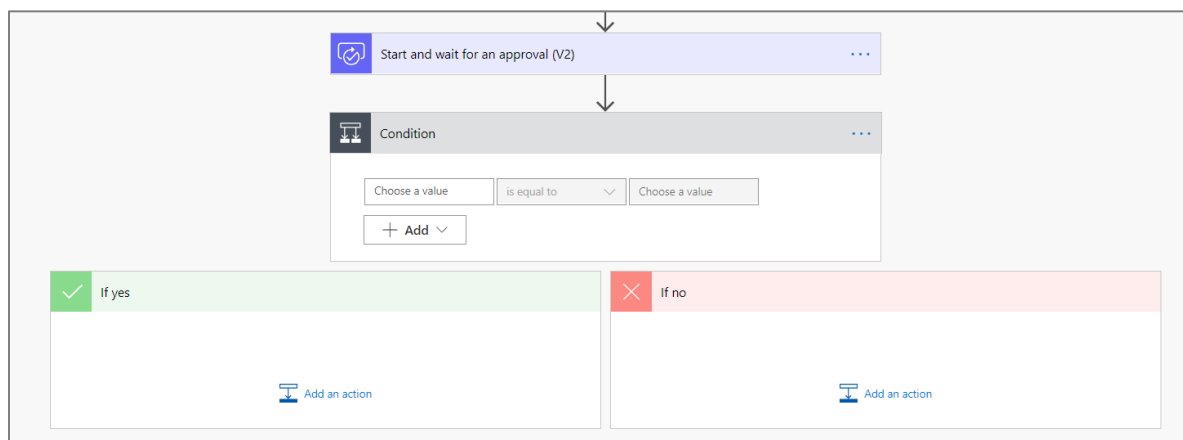 Start and wait for an approval (V2)
Condition
Choose a value is equal to Choose a value
Add
If yes If no
Add an action Add an action